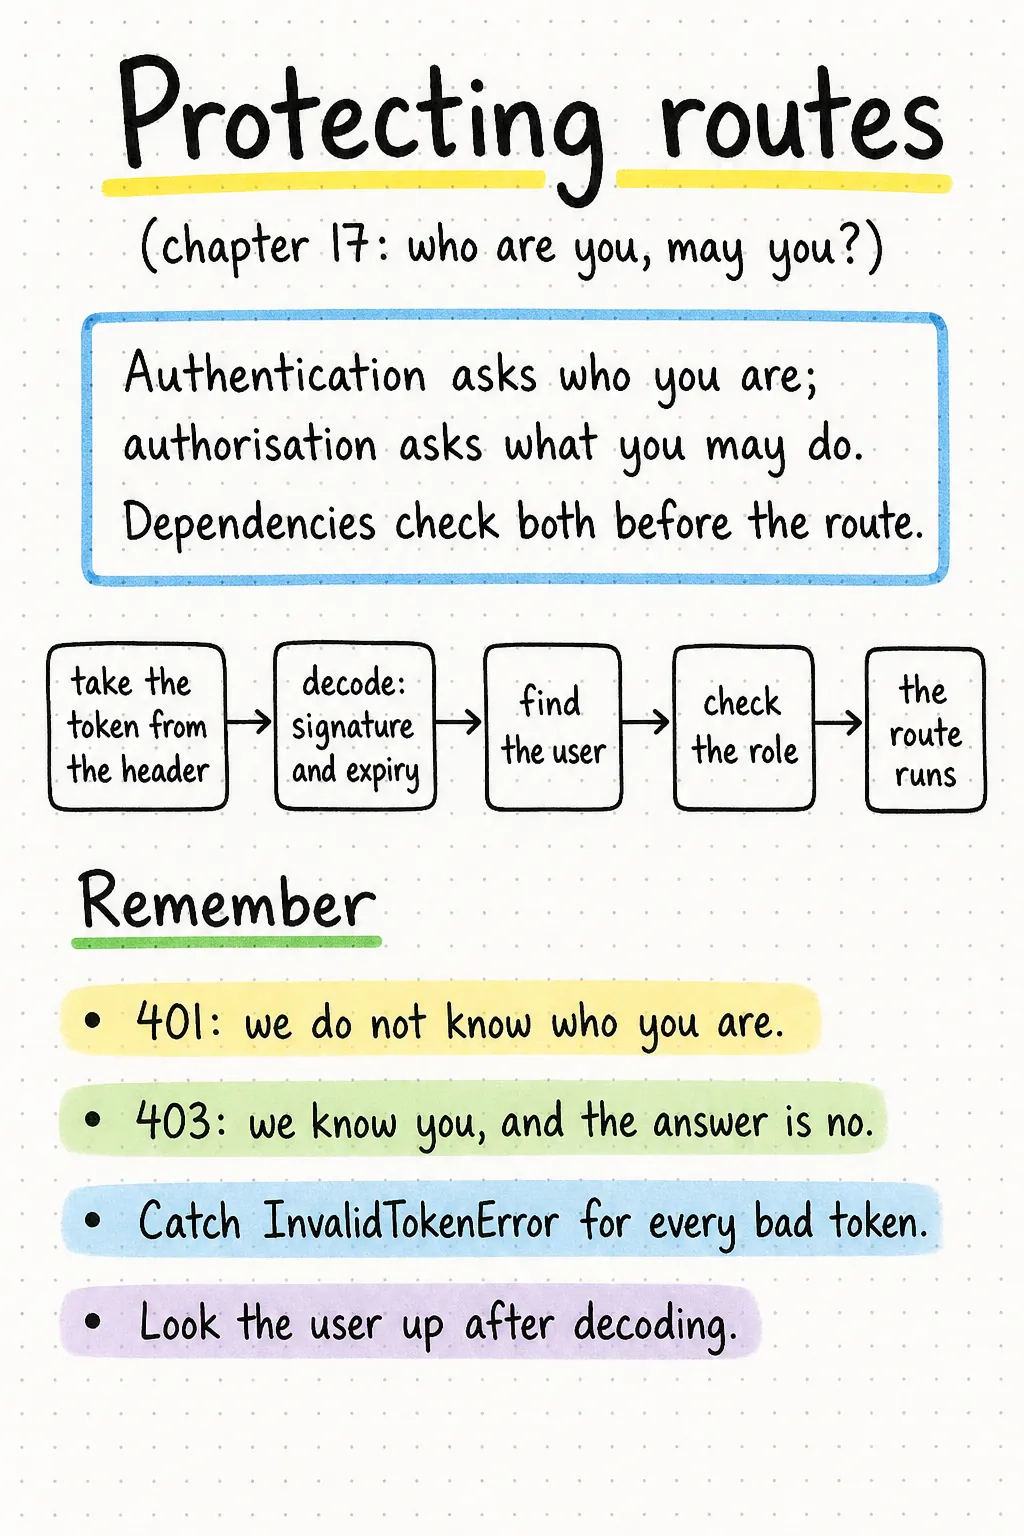 Protecting routes
(chapter 17: who are you, may you?)
Authentication asks who you are;
authorisation asks what you may do.
Dependencies check both before the route.
take the
token from
the header
decode:
signature
and expiry
find
the user
check
the role
the
route
runs
Remember
• 401: we do not know who you are.
• 403: we know you, and the answer is no.
• Catch InvalidTokenError for every bad token.
• Look the user up after decoding.